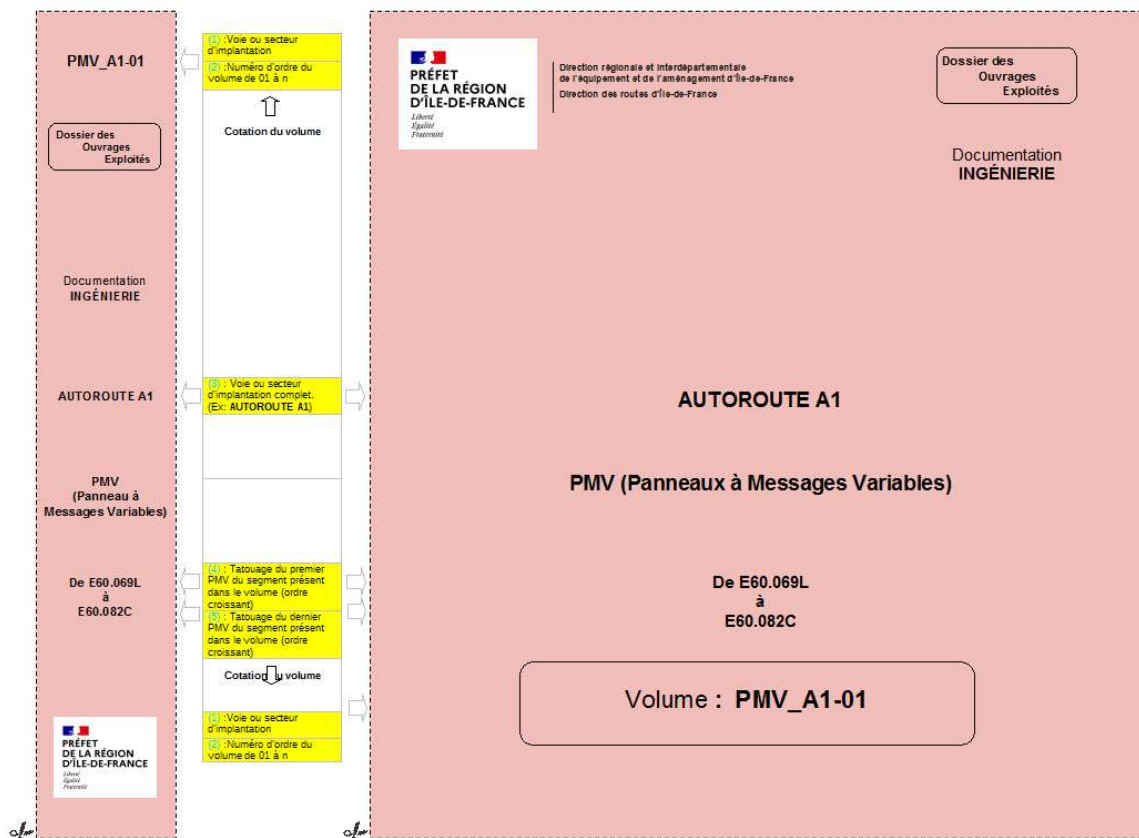 PMV_A1-01
Dossier des
Ouvrages
Exploités
Documentation
INGÉNIERIE
AUTOROUTE A1
PMV
(Panneau à
Messages Variables)
De E60.069L
à
E60.082C
PRÉFET
DE LA RÉGION
D'ÎLE-DE-FRANCE
Liberté
Égalité
Fraternité
(1) :Voie ou secteur
d'implantation
(2) :Numéro d'ordre du
volume de 01 à n
Cotation du volume
(3) : Voie ou secteur
d'implantation complet.
(Ex: AUTOROUTE A1)
(4) : Tatouage du premier
PMV du segment présent
dans le volume (ordre
croissant)
(5) : Tatouage du dernier
PMV du segment présent
dans le volume (ordre
croissant)
Cotation du volume
(1) :Voie ou secteur
d'implantation
(2) :Numéro d'ordre du
volume de 01 à n
PRÉFET
DE LA RÉGION
D'ÎLE-DE-FRANCE
Liberté
Égalité
Fraternité
Direction régionale et interdépartementale
de l'équipement et de l'aménagement d'Île-de-France
Direction des routes d'Île-de-France
Dossier des
Ouvrages
Exploités
Documentation
INGÉNIERIE
AUTOROUTE A1
PMV (Panneaux à Messages Variables)
De E60.069L
à
E60.082C
Volume : PMV_A1-01